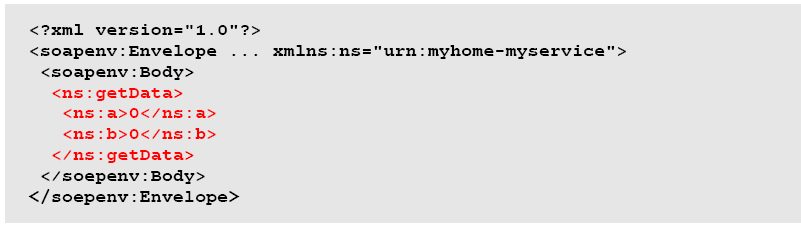 <?xml version="1.0"?>
<soapenv:Envelope ... xmlns:ns="urn:myhome-myservice">
<soapenv:Body>
<ns:getData>
<ns:a>0</ns:a>
<ns:b>0</ns:b>
</ns:getData>
</soepenv:Body>
</soepenv:Envelope>